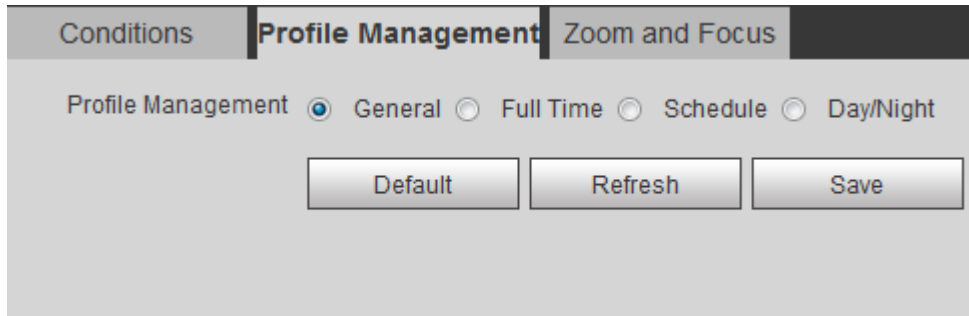 Conditions Profile Management Zoom and Focus
Profile Management General Full Time Schedule Day/Night
Default Refresh Save